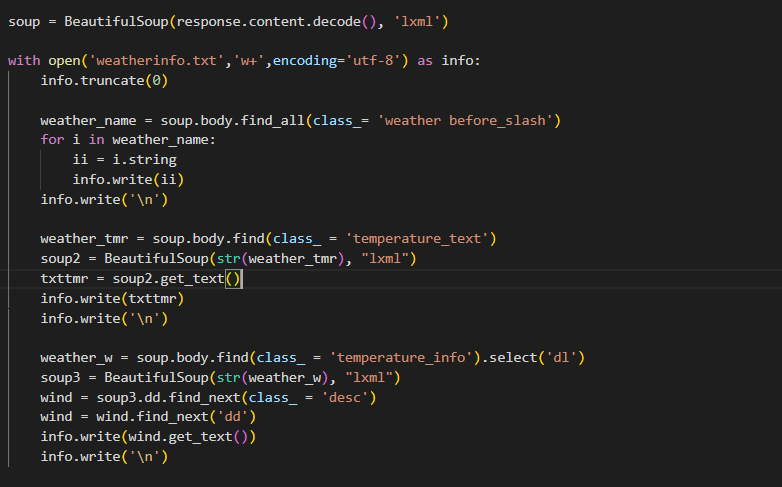 soup = BeautifulSoup(response.content.decode(), 'lxml')
with open('weatherinfo.txt','w+',encoding='utf-8') as info:
info.truncate(0)
weather_name = soup.body.find_all(class_= 'weather before_slash')
for i in weather_name:
ii = i.string
info.write(ii)
info.write('\n')
weather_tmr = soup.body.find(class_ = 'temperature_text')
soup2 = BeautifulSoup(str(weather_tmr), "lxml")
txttmr = soup2.get_text()
info.write(txttmr)
info.write('\n')
weather_w = soup.body.find(class_ = 'temperature_info').select('dl')
soup3 = BeautifulSoup(str(weather_w), "lxml")
wind = soup3.dd.find_next(class_ = 'desc')
wind = wind.find_next('dd')
info.write(wind.get_text())
info.write('\n')